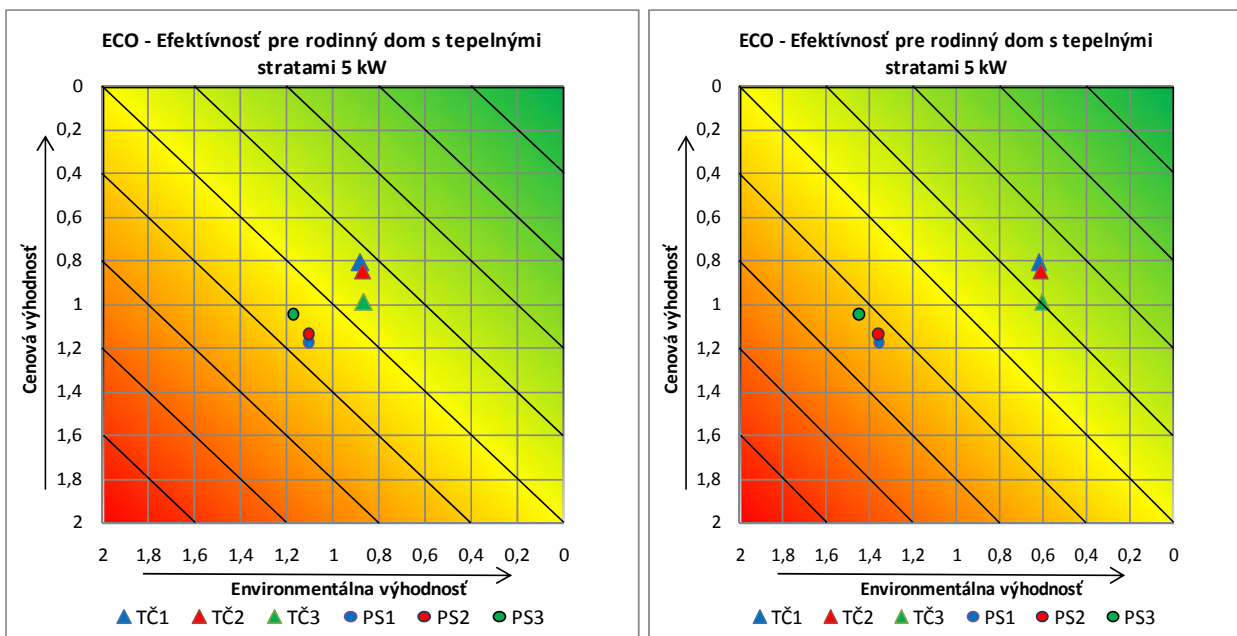 ECO - Efektívnosť pre rodinný dom s tepelnými
stratami 5 kW
0
0,2
0,4
0,6
0,8
1
1,2
1,4
1,6
1,8
2
Cenová výhodnosť
2 1,8 1,6 1,4 1,2 1 0,8 0,6 0,4 0,2 0
Environmentálna výhodnosť
TČ1 TČ2 TČ3 PS1 PS2 PS3
ECO - Efektívnosť pre rodinný dom s tepelnými
stratami 5 kW
0
0,2
0,4
0,6
0,8
1
1,2
1,4
1,6
1,8
2
Cenová výhodnosť
2 1,8 1,6 1,4 1,2 1 0,8 0,6 0,4 0,2 0
Environmentálna výhodnosť
TČ1 TČ2 TČ3 PS1 PS2 PS3